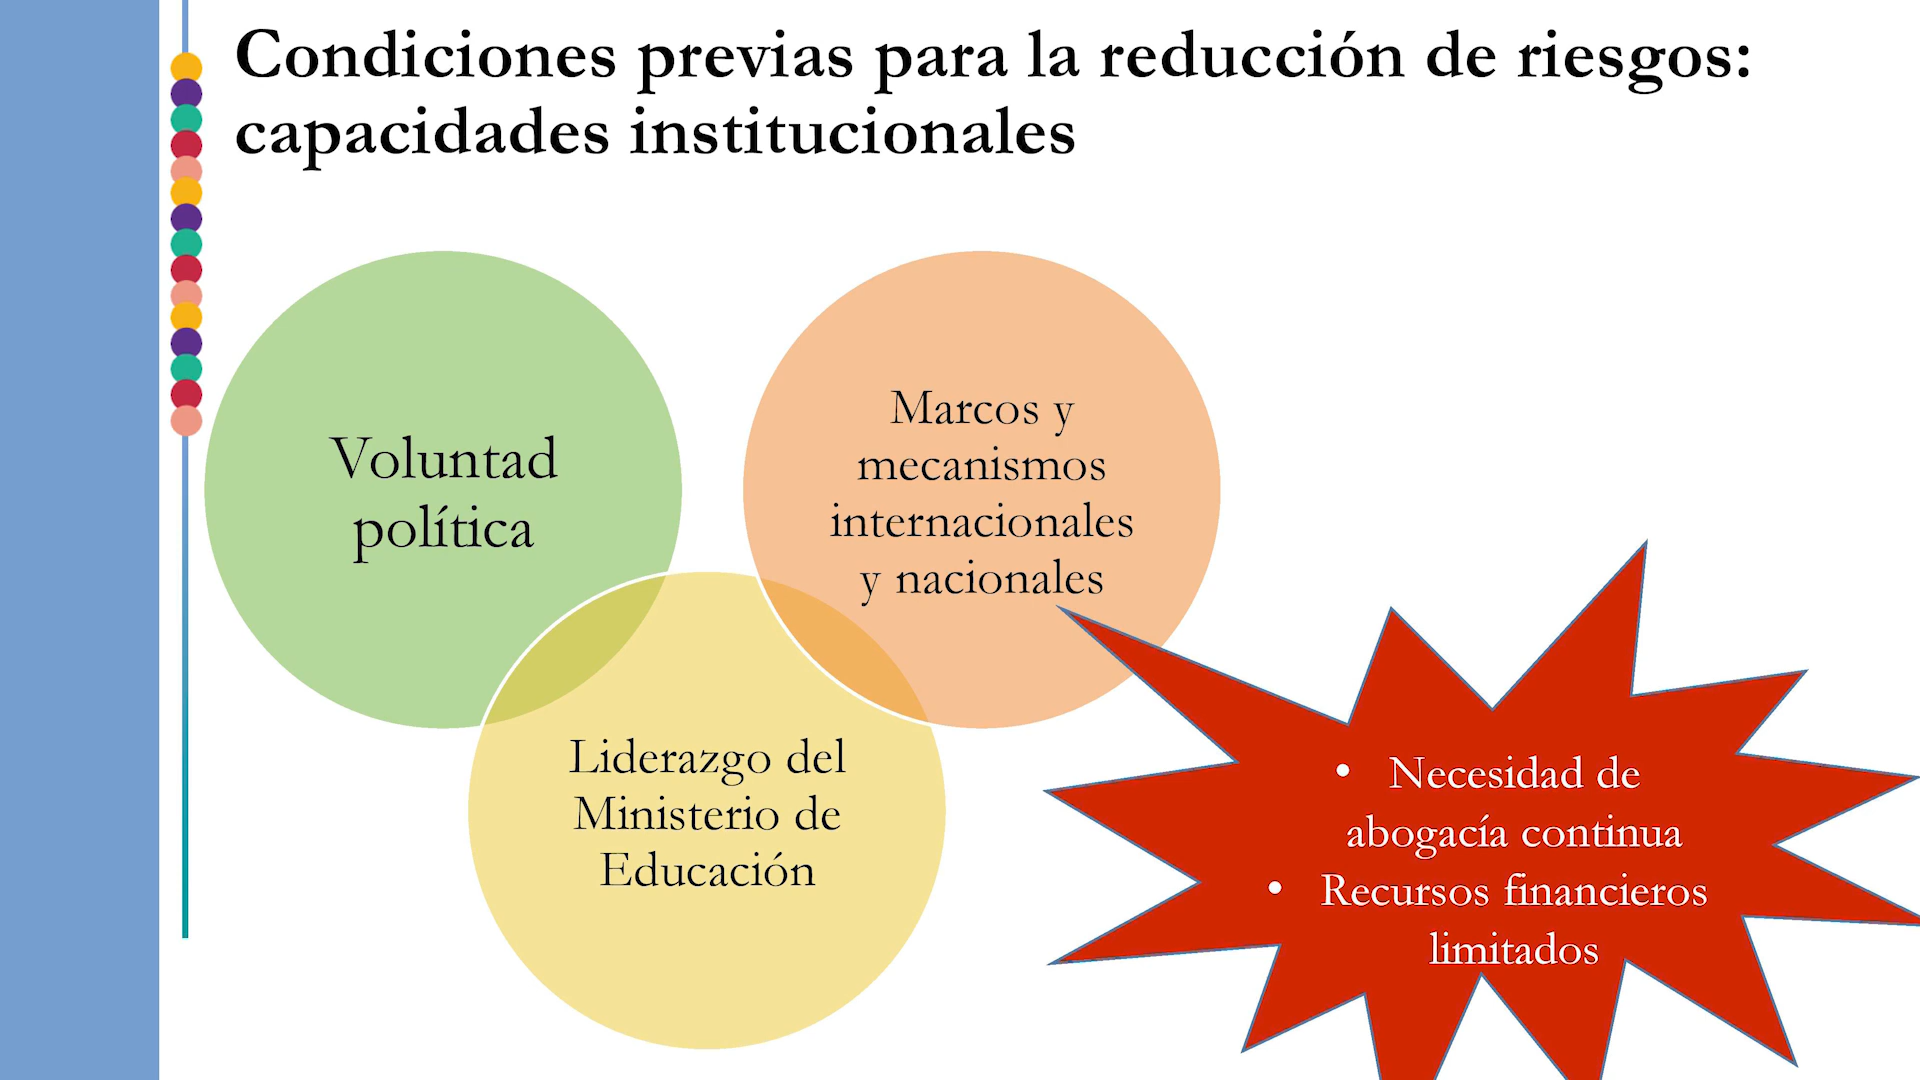 Condiciones previas para la reducción de riesgos:
capacidades institucionales
Voluntad
política
Marcos y
mecanismos
internacionales
y nacionales
Liderazgo del
Ministerio de
Educación
• Necesidad de
abogacía continua
• Recursos financieros
limitados